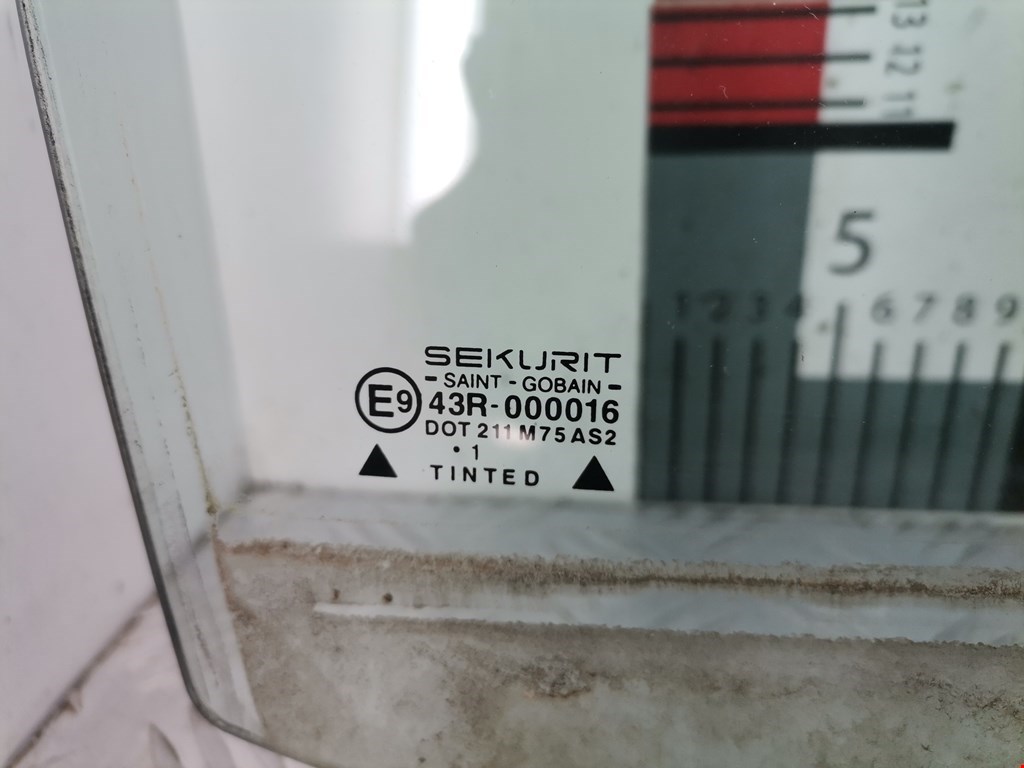 13 12 11
5
1 2 3 4 6 7 8 9
SEKURIT
- SAINT - GOBAIN -
E9 43R-000016
DOT 211 M75 AS2
• 1
TINTED